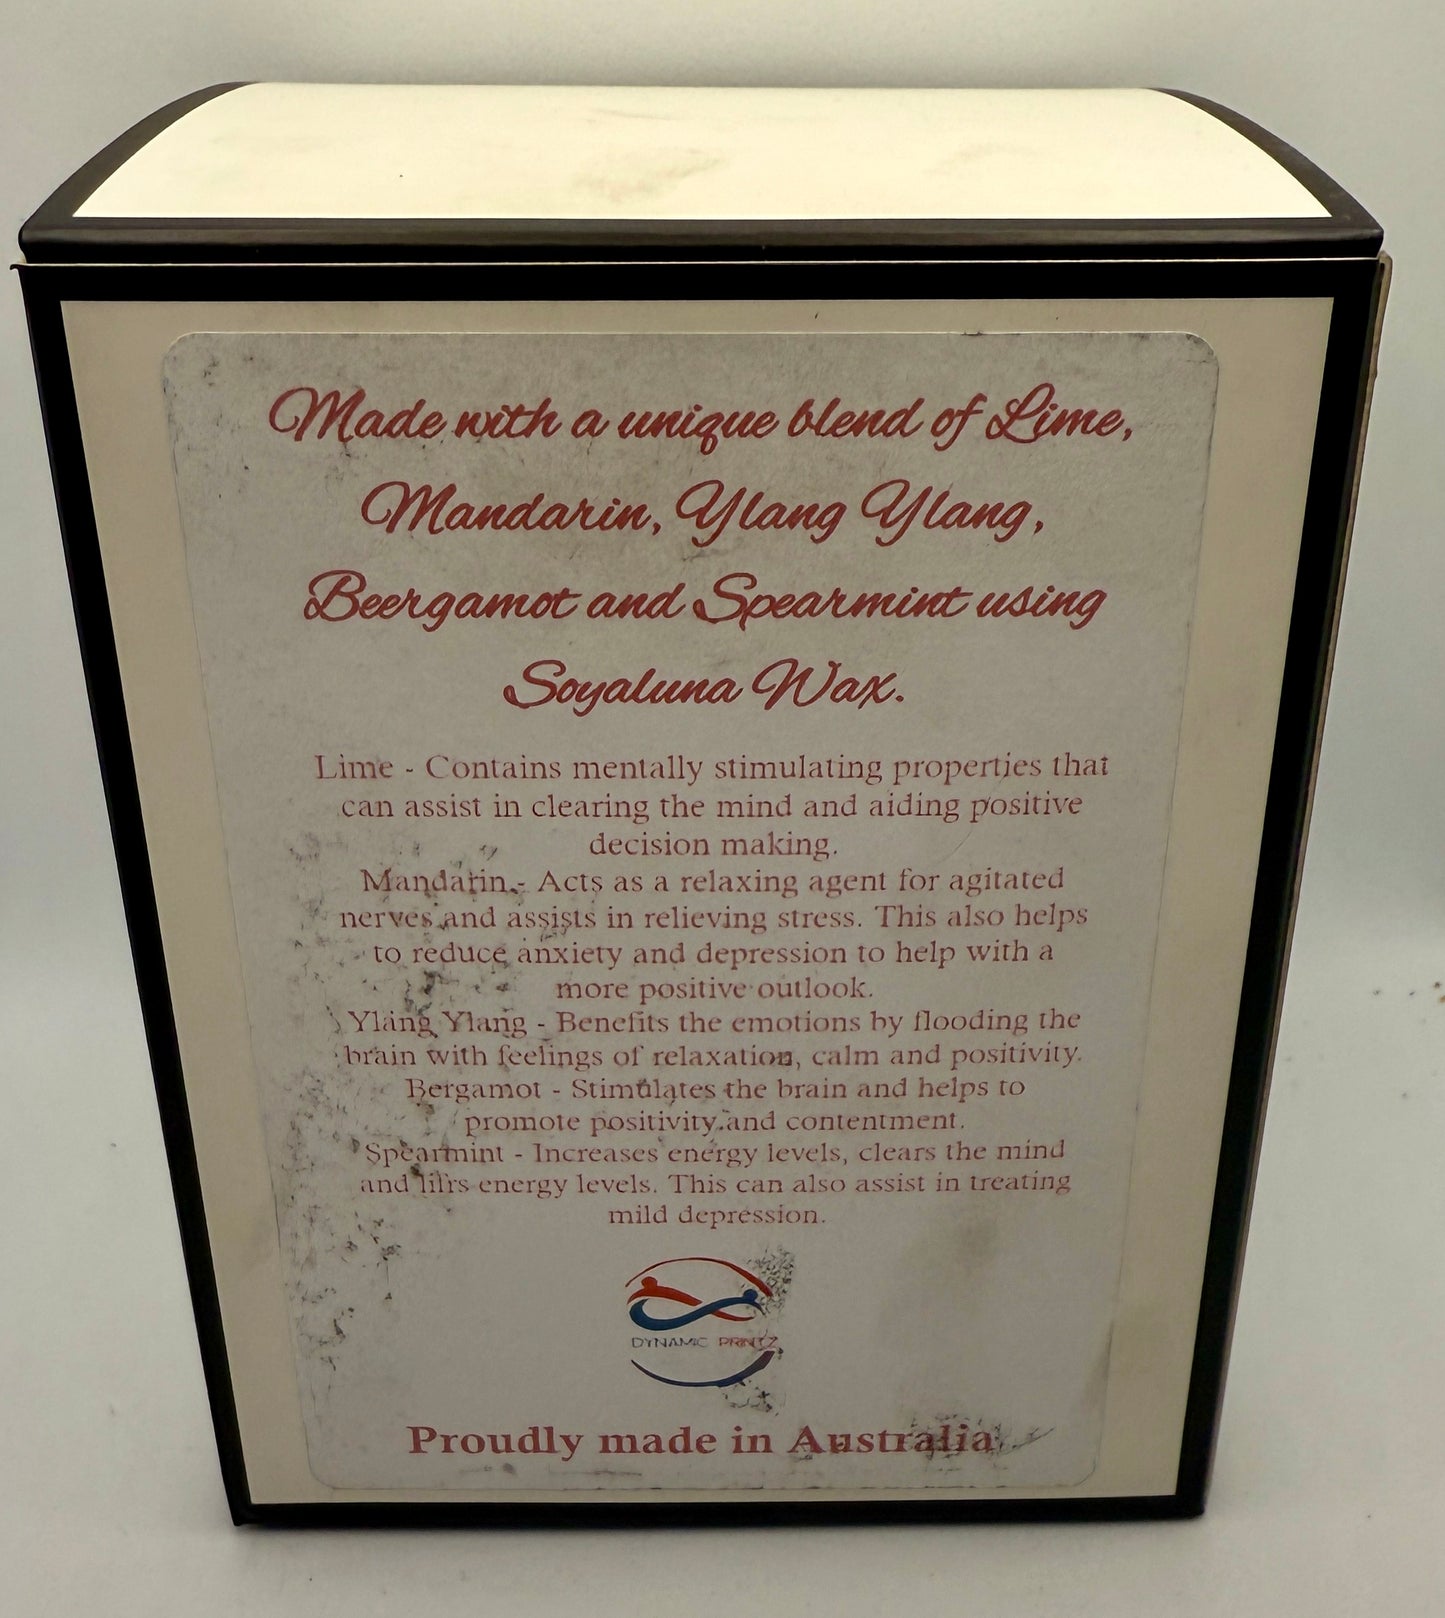 Made with a unique blend of Lime,
Mandarin, Ylang Ylang,
Beergamot and Spearmint using
Soyaluna Wax.
Lime - Contains mentally stimulating properties that
can assist in clearing the mind and aiding positive
decision making.
Mandarin - Acts as a relaxing agent for agitated
nerves and assists in relieving stress. This also helps
to reduce anxiety and depression to help with a
more positive outlook.
Ylang Ylang - Benefits the emotions by flooding the
brain with feelings of relaxation, calm and positivity.
Bergamot - Stimulates the brain and helps to
promote positivity and contentment.
Spearmint - Increases energy levels, clears the mind
and lifts energy levels. This can also assist in treating
mild depression.
DYNAMIC PRINTZ
Proudly made in Australia